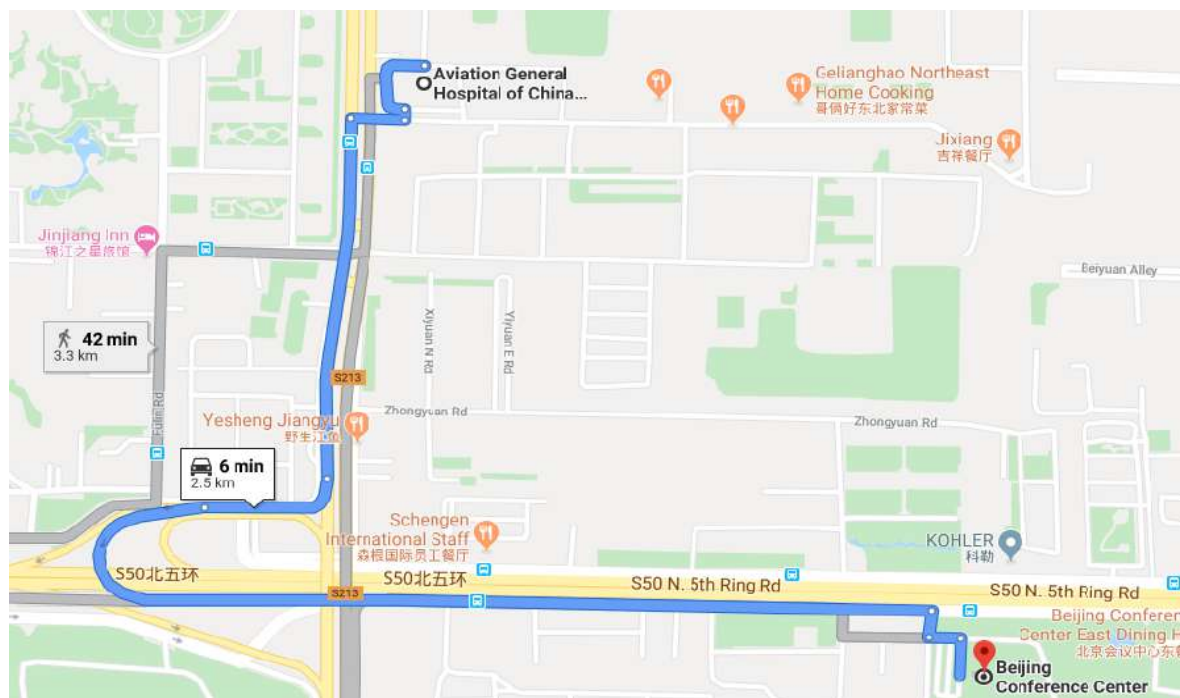 Aviation General
Hospital of China...
Gelianghao Northeast
Home Cooking
哥俩好东北家常菜
Jixiang
吉祥餐厅
Jinjiang Inn
锦江之星旅馆
Beiyuan Alley
Xiyuan N Rd
Yiyuan E Rd
42 min
3.3 km
S213
Fulin Rd
Yesheng Jiangyu
野生江鱼
Zhongyuan Rd
Zhongyuan Rd
6 min
2.5 km
Schengen
International Staff
森根国际员工餐厅
KOHLER
科勒
S50北五环
S50北五环
S50 N. 5th Ring Rd
S50 N. 5th Ring Rd
S213
Beijing Conferen
Center East Dining H
北京会议中心东餐
Beijing
Conference Center